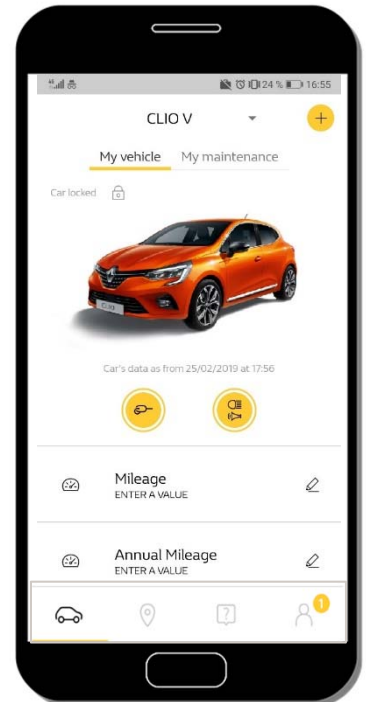 24 % 16:55
CLIO V
+
My vehicle My maintenance
Car locked
CLIO
Car's data as from 25/02/2019 at 17:56
Mileage
ENTER A VALUE
Annual Mileage
ENTER A VALUE
?
1